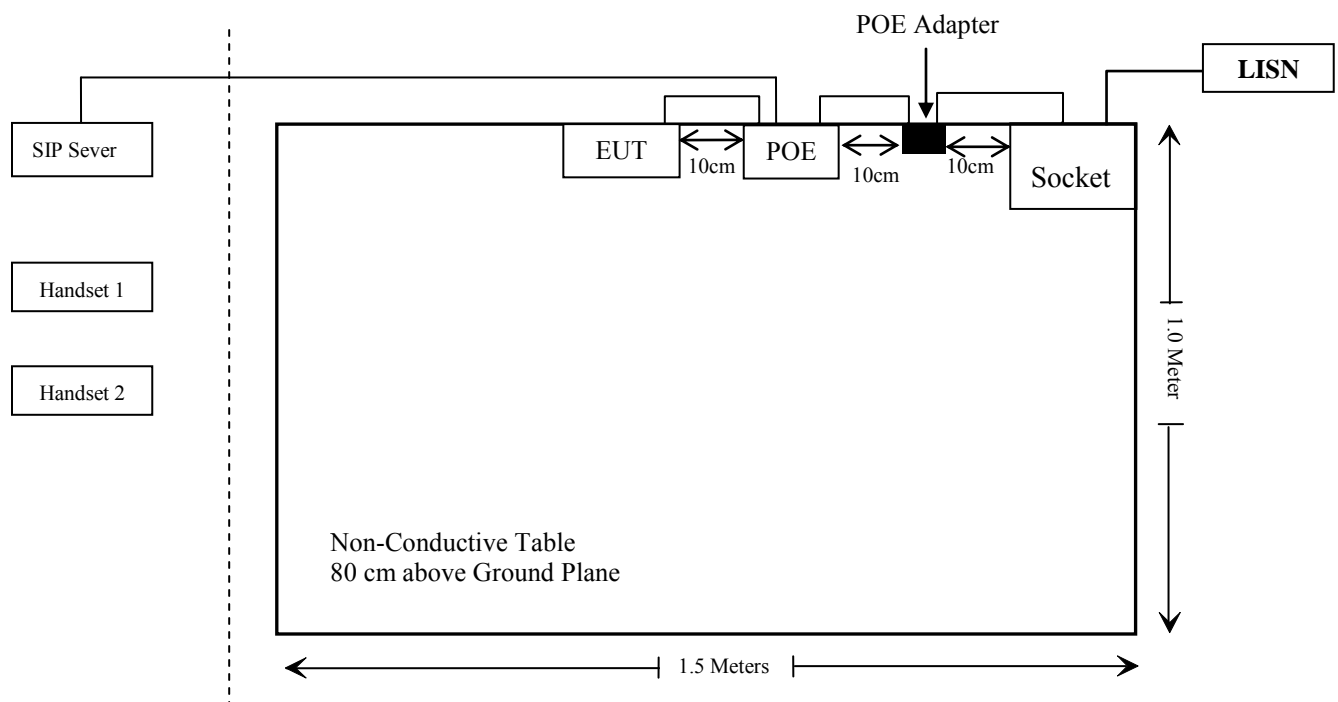 POE Adapter
LISN
SIP Sever
EUT
POE
Socket
10cm
10cm
10cm
Handset 1
Handset 2
1.0 Meter
Non-Conductive Table
80 cm above Ground Plane
1.5 Meters